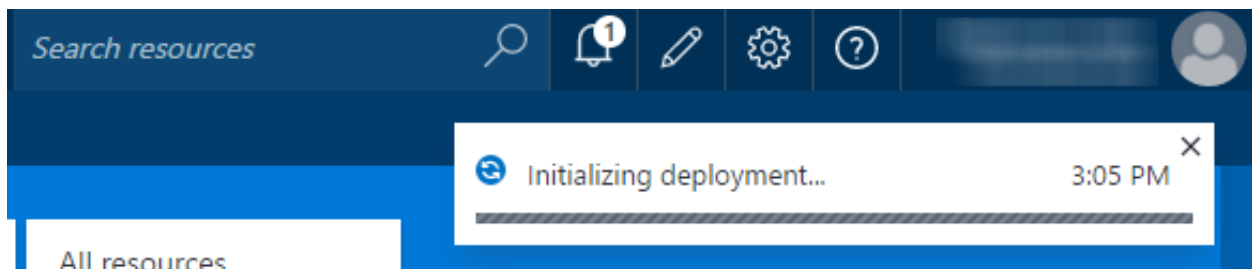 Search resources
1
?
Initializing deployment...
3:05 PM
All resources